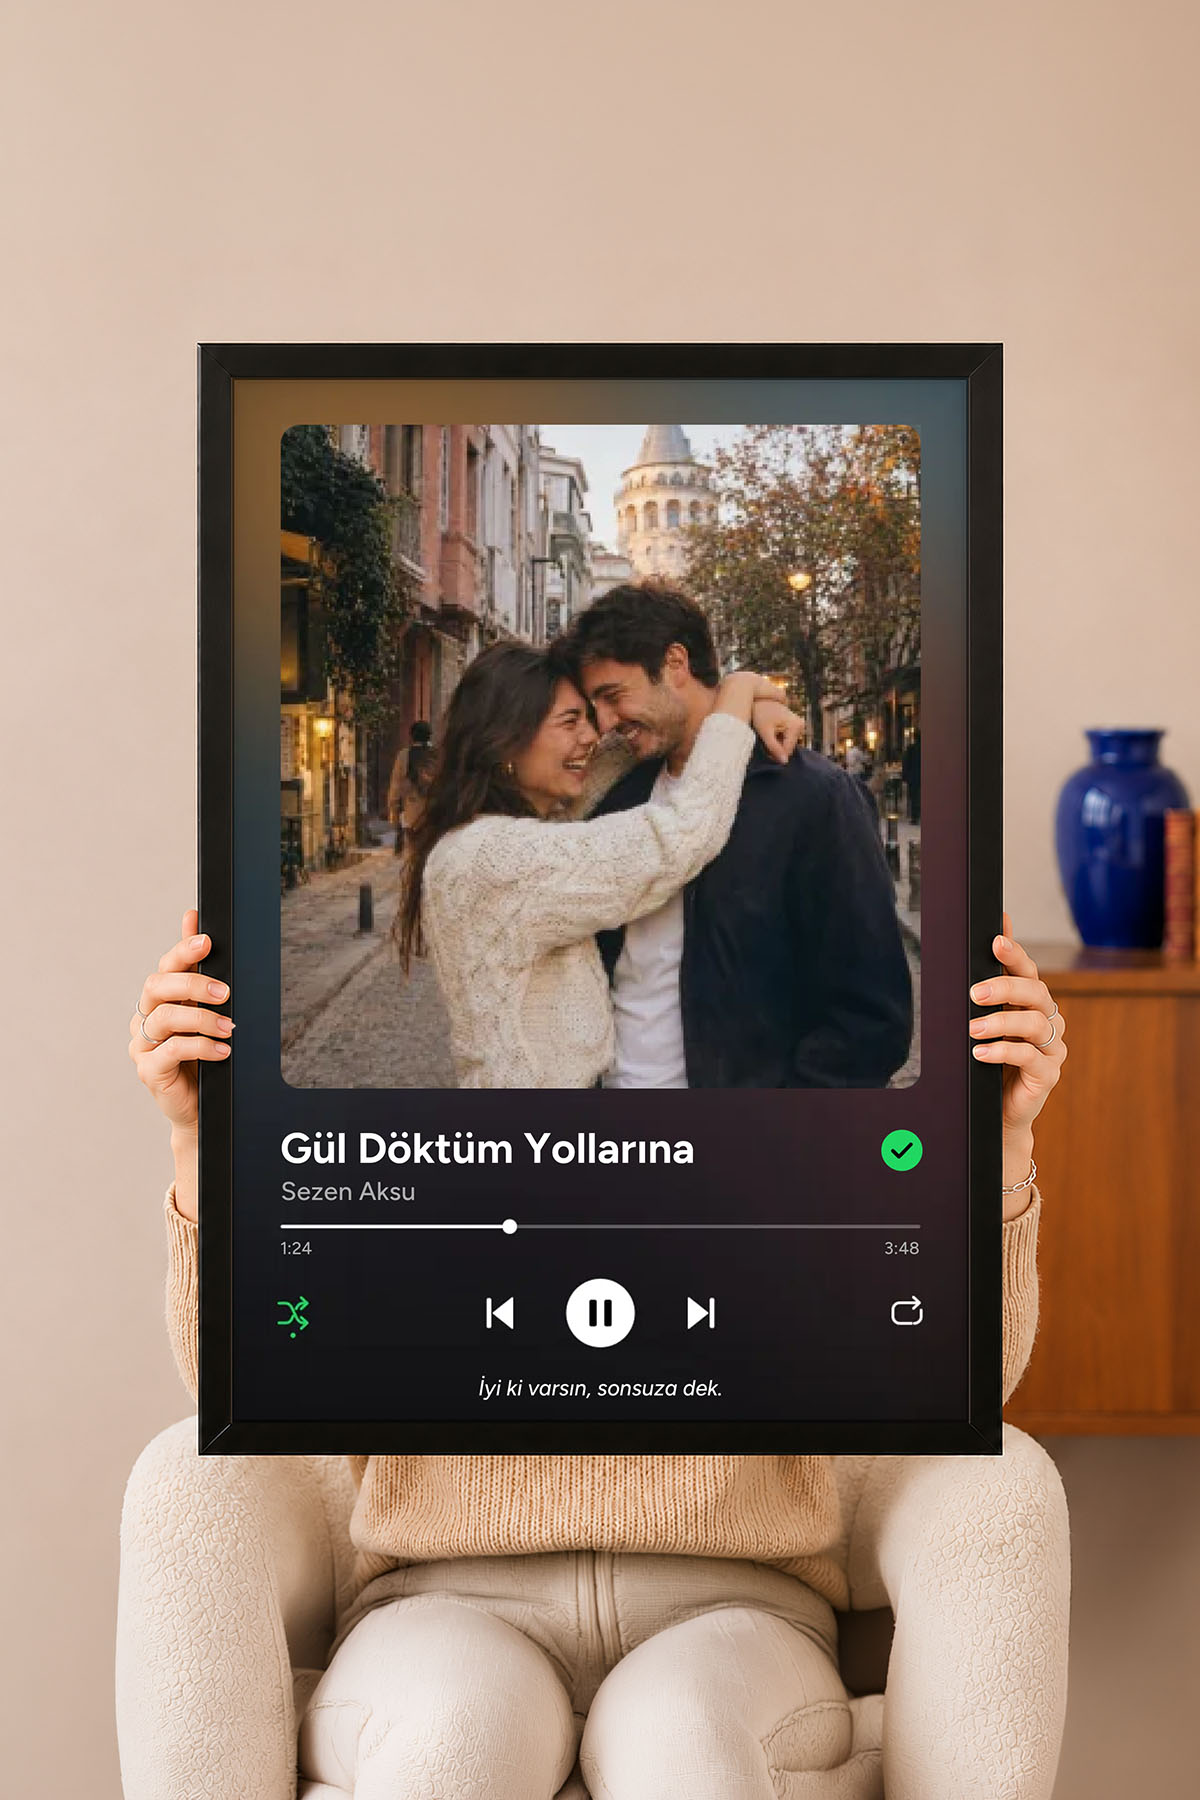 Gül Döktüm Yollarına
Sezen Aksu
1:24
3:48
İyi ki varsın, sonsuza dek.